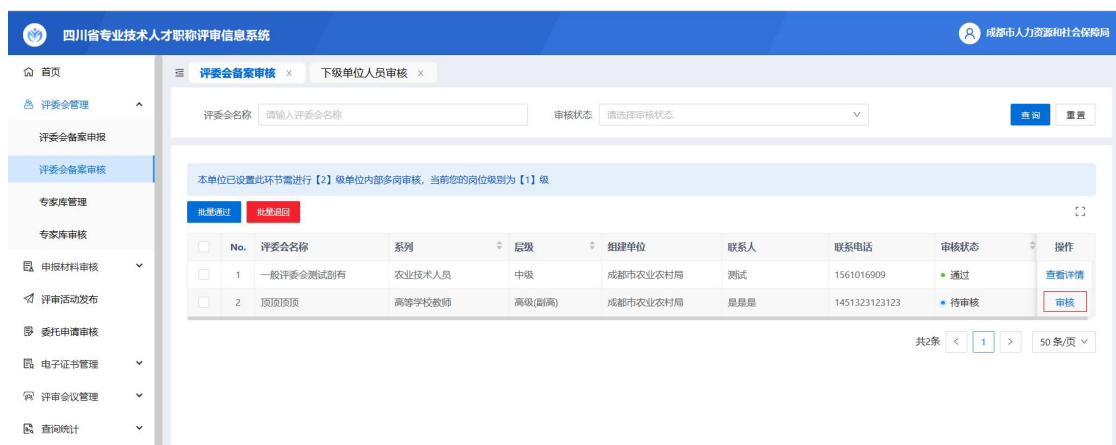 四川省专业技术人才职称评审信息系统
成都市人力资源和社会保障局
首页
评委会管理
评委会备案申报
评委会备案审核
专家库管理
专家库审核
申报材料审核
评审活动发布
委托申请审核
电子证书管理
评审会议管理
查询统计
评委会备案审核 × 下级单位人员审核 ×
评委会名称 请输入评委会名称 审核状态 请选择审核状态 查询 重置
本单位已设置此环节需进行【2】级单位内部多岗审核，当前您的岗位级别为【1】级
批量通过 批量退回
No. 评委会名称 系列 层级 组建单位 联系人 联系电话 审核状态 操作
1 一般评委会测试剖有 农业技术人员 中级 成都市农业农村局 测试 1561016909 通过 查看详情
2 顶顶顶顶 高等学校教师 高级(副高) 成都市农业农村局 是是是 1451323123123 待审核 审核
共2条 < 1 > 50 条/页